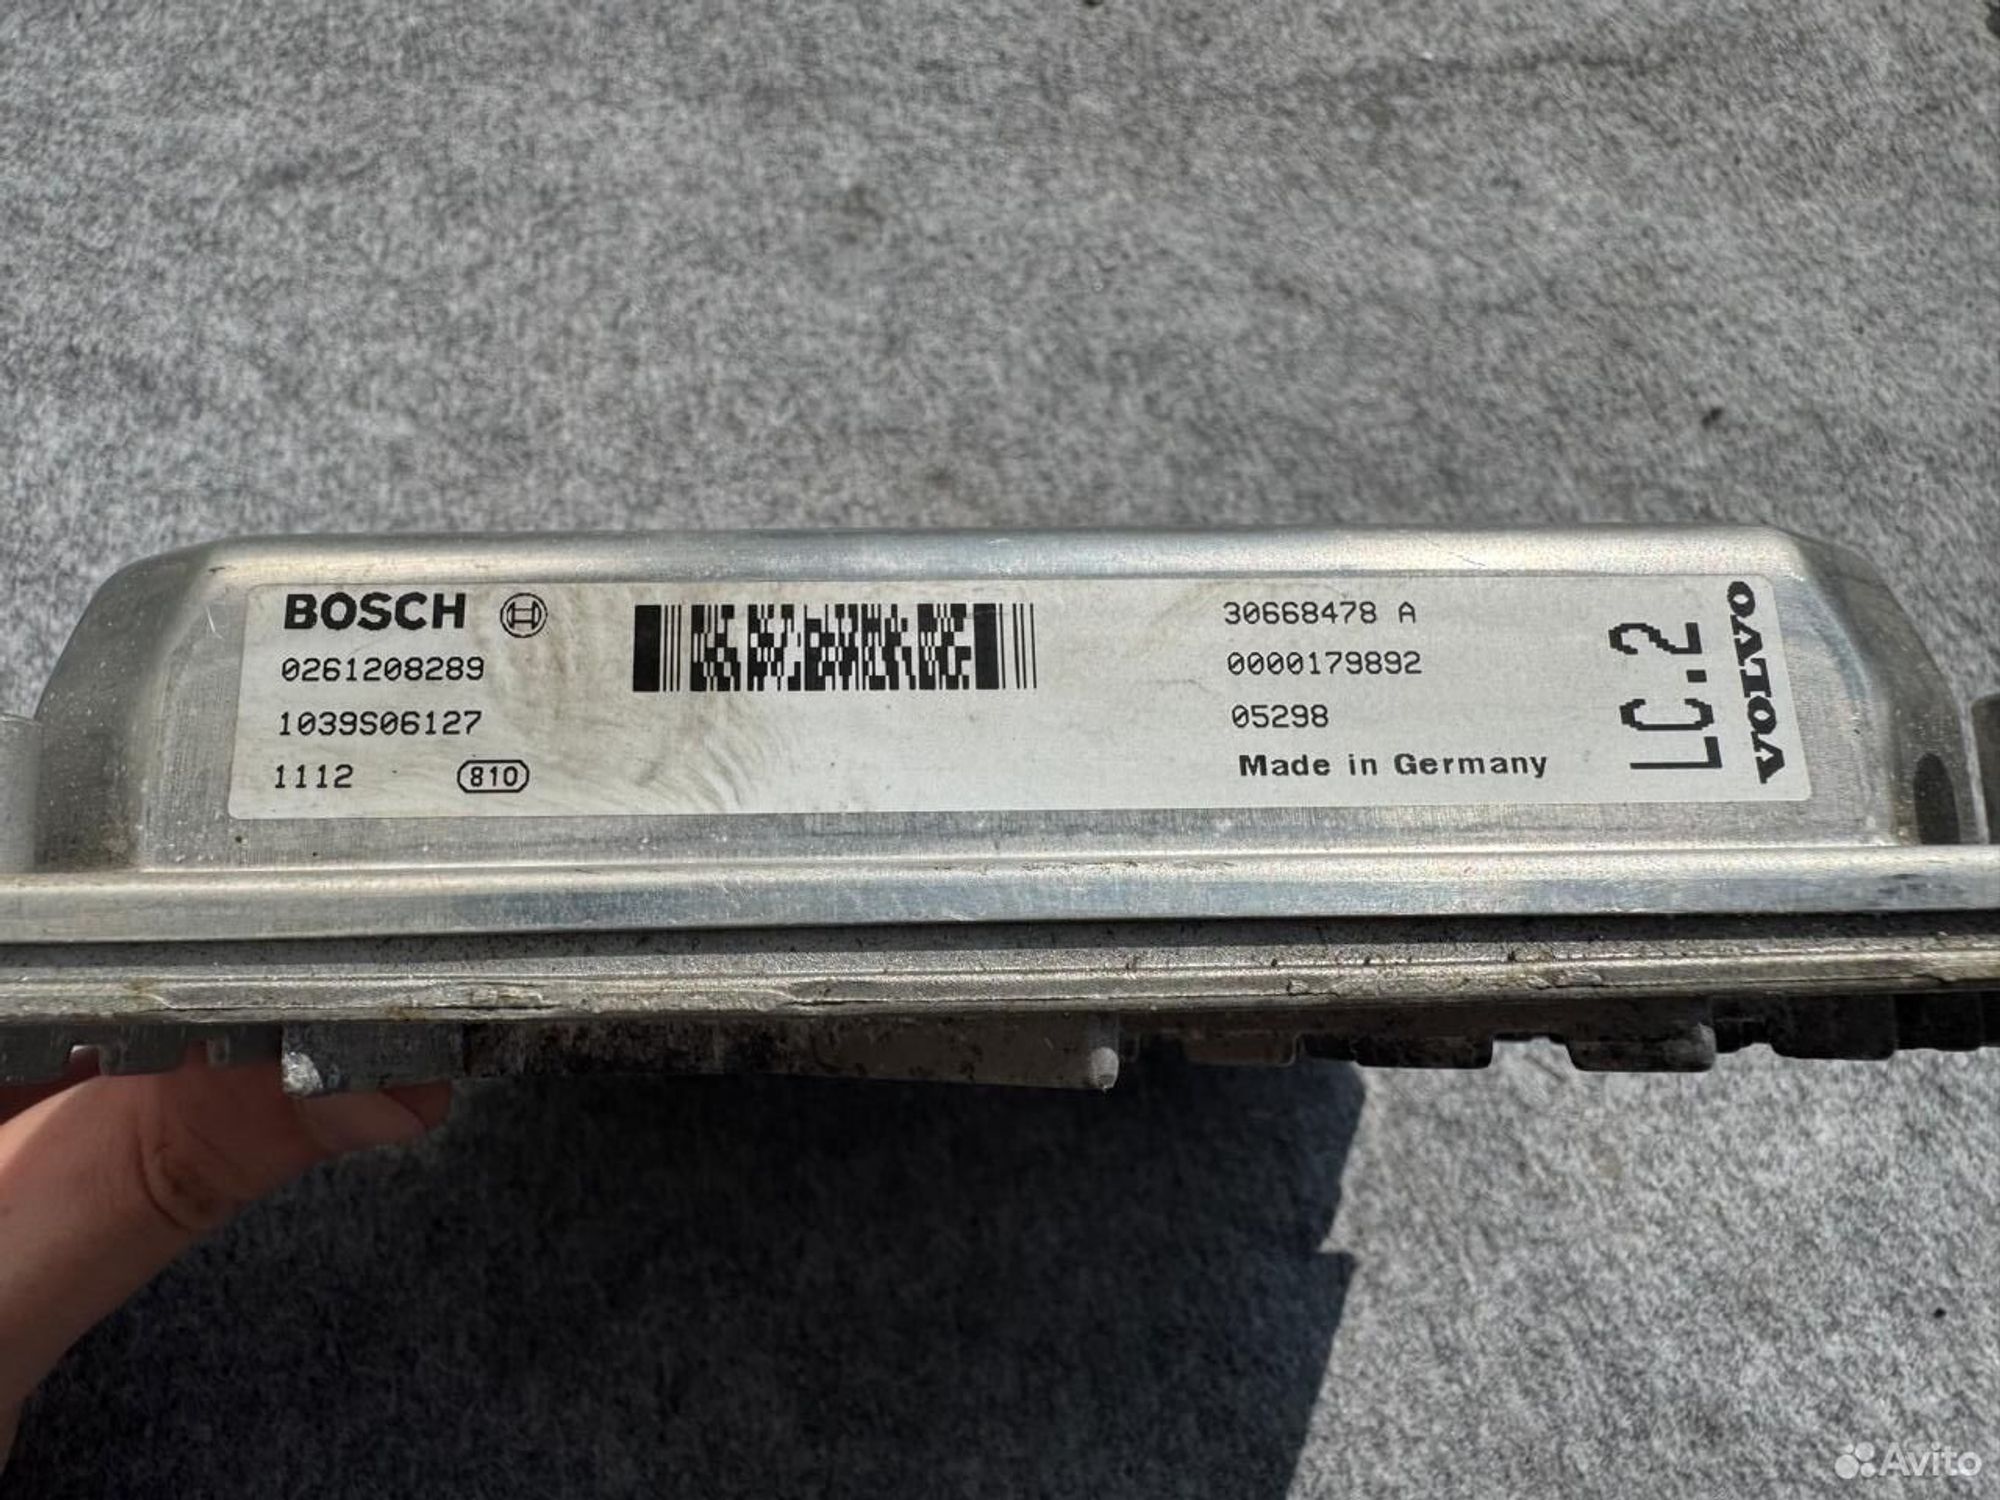 BOSCH
0261208289
1039S06127
1112 810
30668478 A
0000179892
05298
Made in Germany
LC.2
VOLVO
Avito